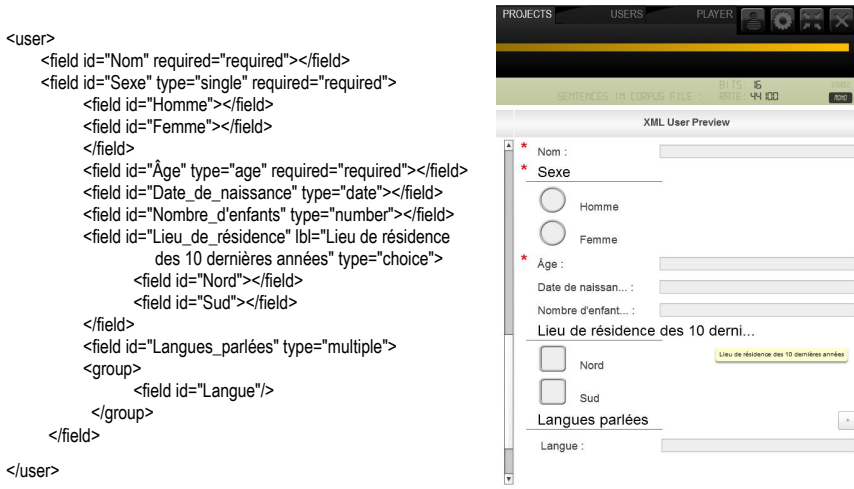 <user>
<field id="Nom" required="required"></field>
<field id="Sexe" type="single" required="required">
<field id="Homme"></field>
<field id="Femme"></field>
</field>
<field id="Âge" type="age" required="required"></field>
<field id="Date_de_naissance" type="date"></field>
<field id="Nombre_d'enfants" type="number"></field>
<field id="Lieu_de_résidence" lbl="Lieu de résidence
des 10 dernières années" type="choice">
<field id="Nord"></field>
<field id="Sud"></field>
</field>
<field id="Langues_parlées" type="multiple">
<group>
<field id="Langue"/>
</group>
</field>
</user>
PROJECTS USERS PLAYER
BITS: 16
SENTENCES IN CORPUS FILE : RATE: 44100 MONO
XML User Preview
* Nom :
* Sexe
Homme
Femme
* Âge :
Date de naissan... :
Nombre d'enfant... :
Lieu de résidence des 10 derni...
Lieu de résidence des 10 dernières années
Nord
Sud
Langues parlées +
Langue :